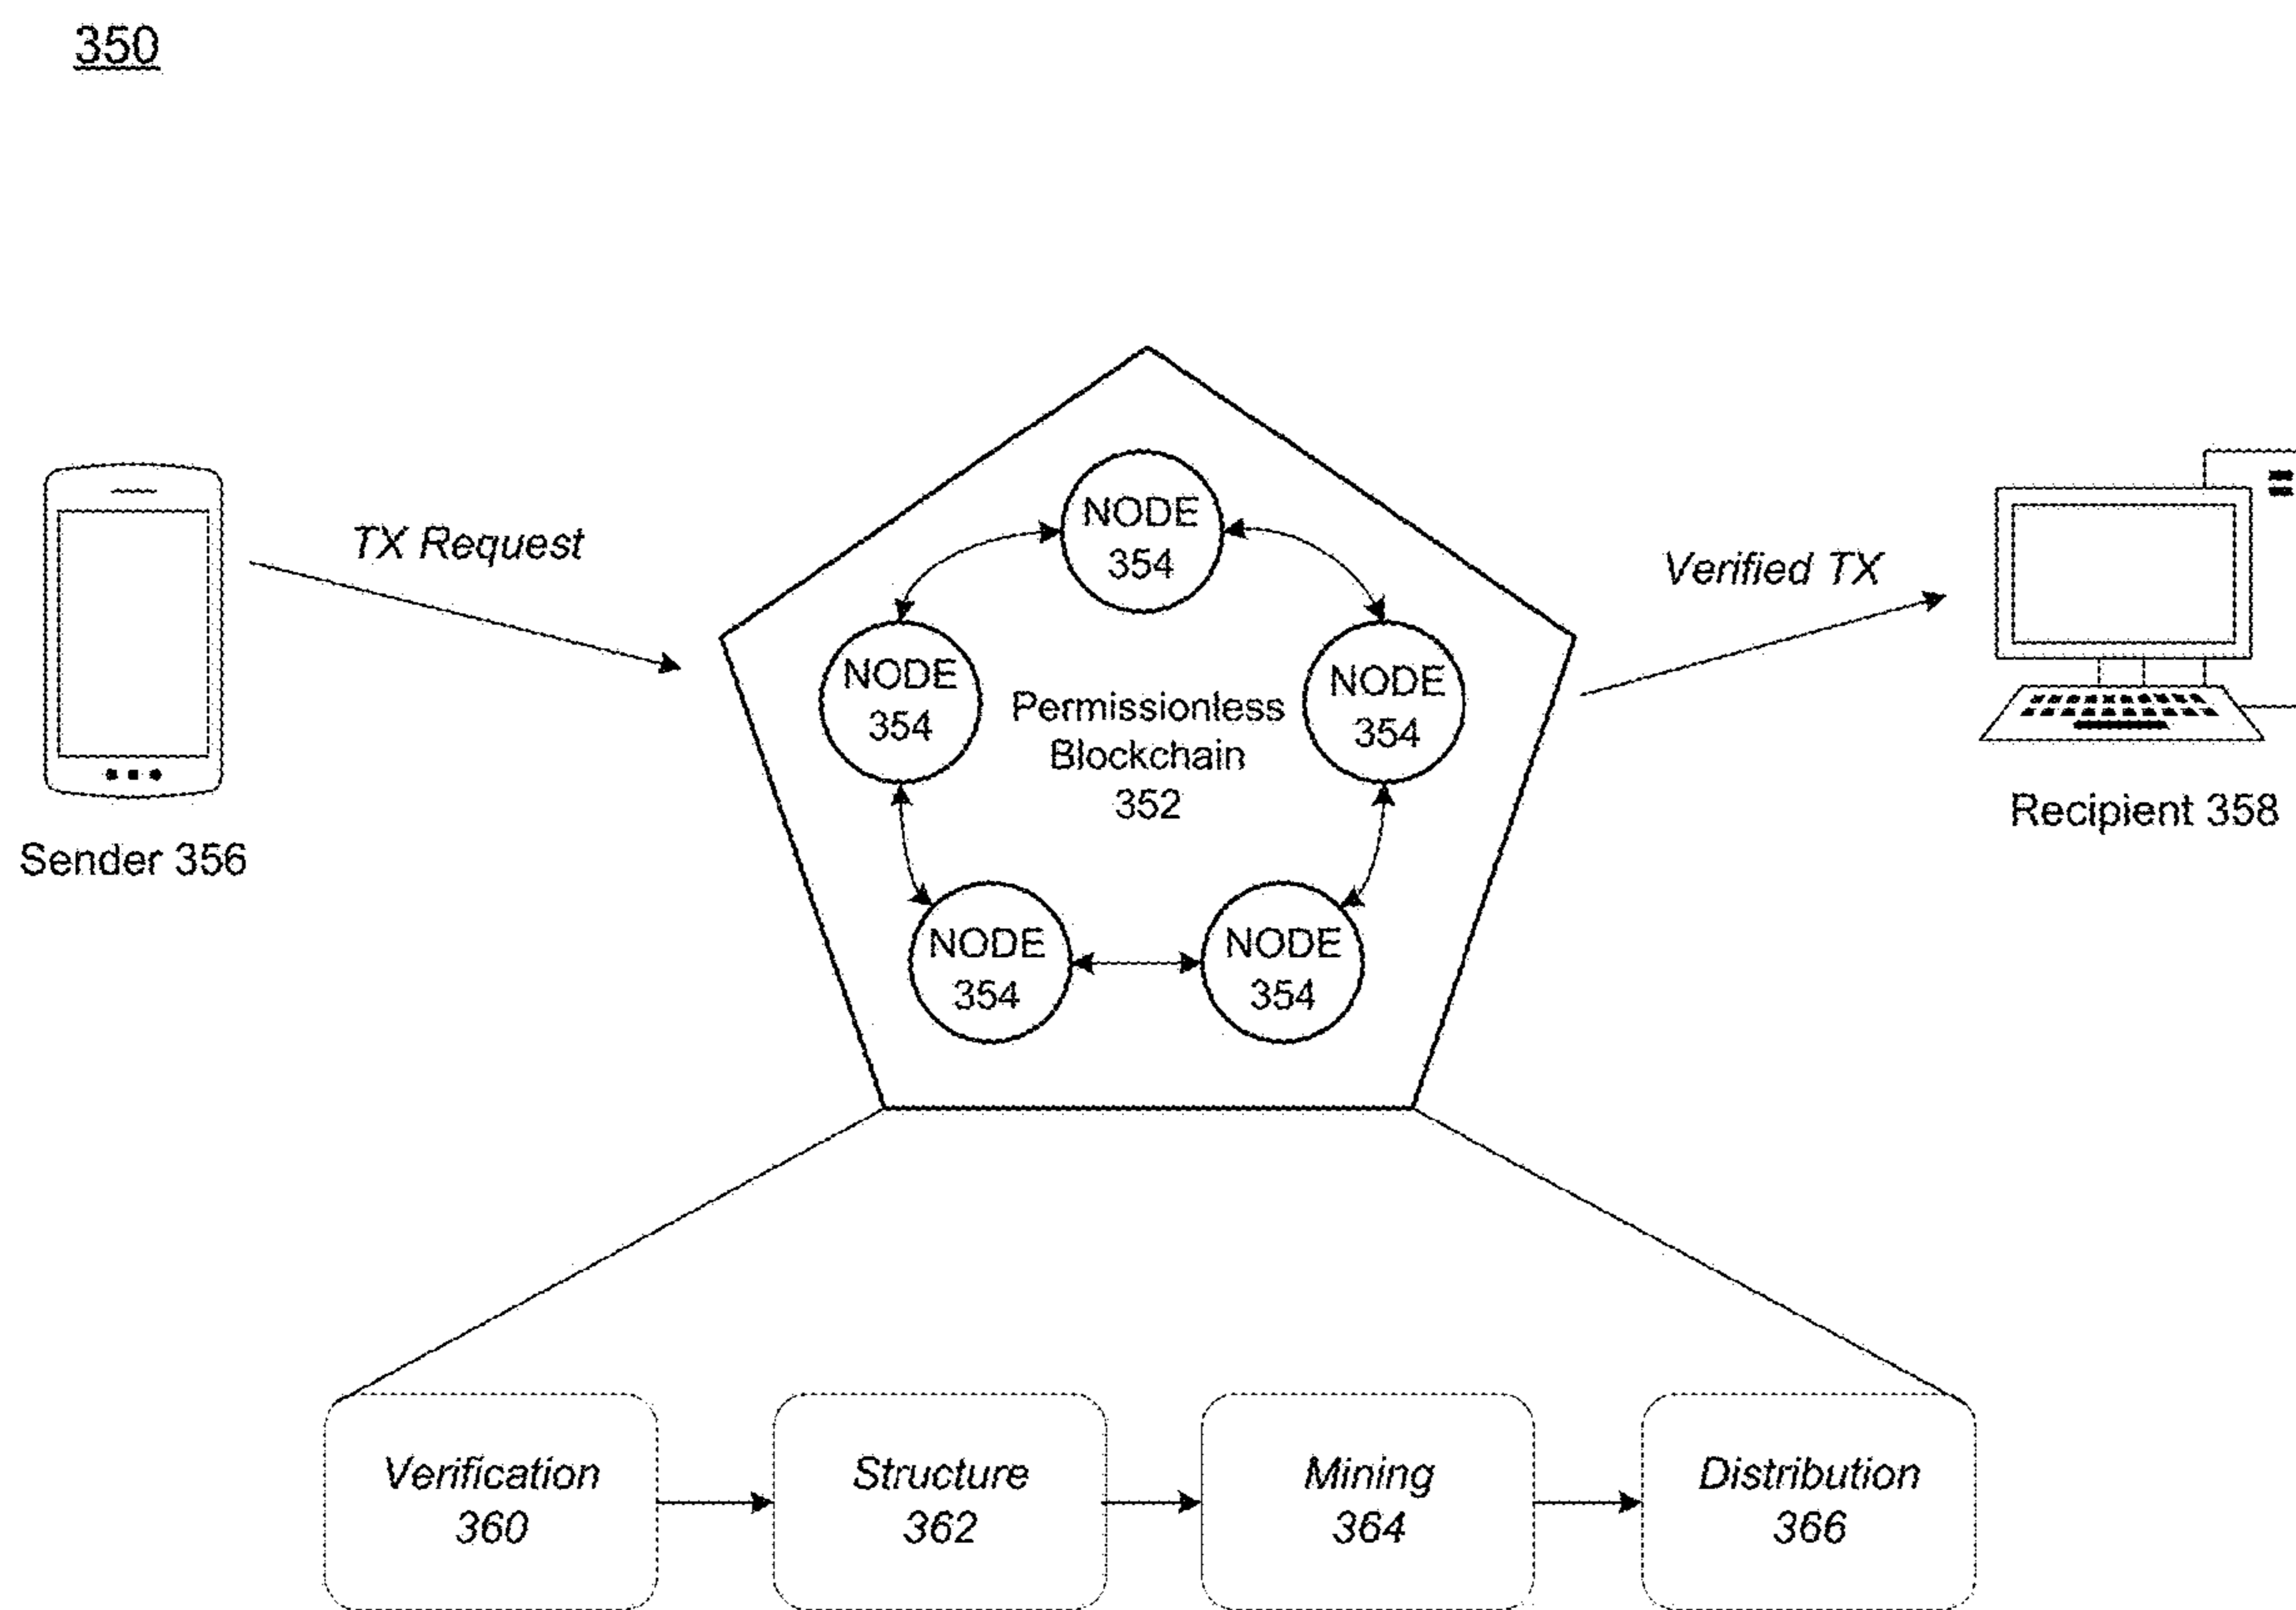 350
TX Request
Verified TX
NODE
354
NODE
354
NODE
354
Permissionless
Blockchain
352
NODE
354
NODE
354
Sender 356
Recipient 358
Verification
360
Structure
362
Mining
364
Distribution
366